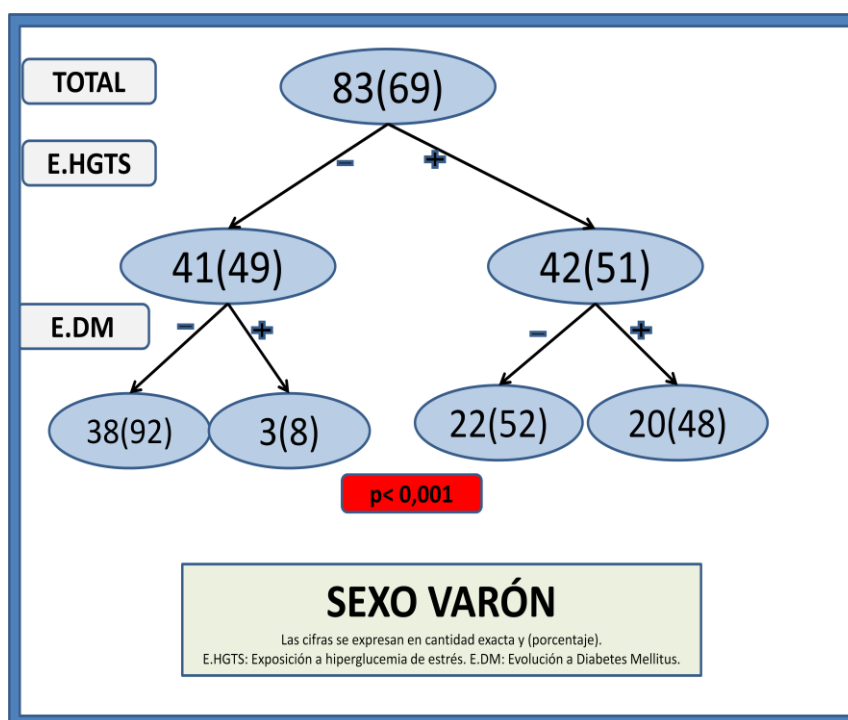 TOTAL
83(69)
E.HGTS
– +
41(49) 42(51)
E.DM
– + – +
38(92) 3(8) 22(52) 20(48)
p< 0,001
SEXO VARÓN
Las cifras se expresan en cantidad exacta y (porcentaje).
E.HGTS: Exposición a hiperglucemia de estrés. E.DM: Evolución a Diabetes Mellitus.